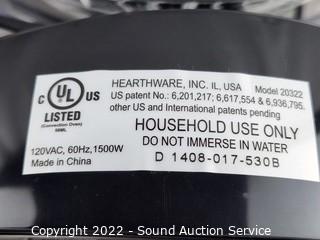 HEARTHWARE, INC. IL, USA Model 20322
US patent No.: 6,201,217; 6,617,554 & 6,936,795.
other US and International patents pending
C UL US
LISTED
(Convection Oven)
HOUSEHOLD USE ONLY
DO NOT IMMERSE IN WATER
120VAC, 60Hz,1500W
Made in China
D 1408-017-530B
Copyright 2022 - Sound Auction Service